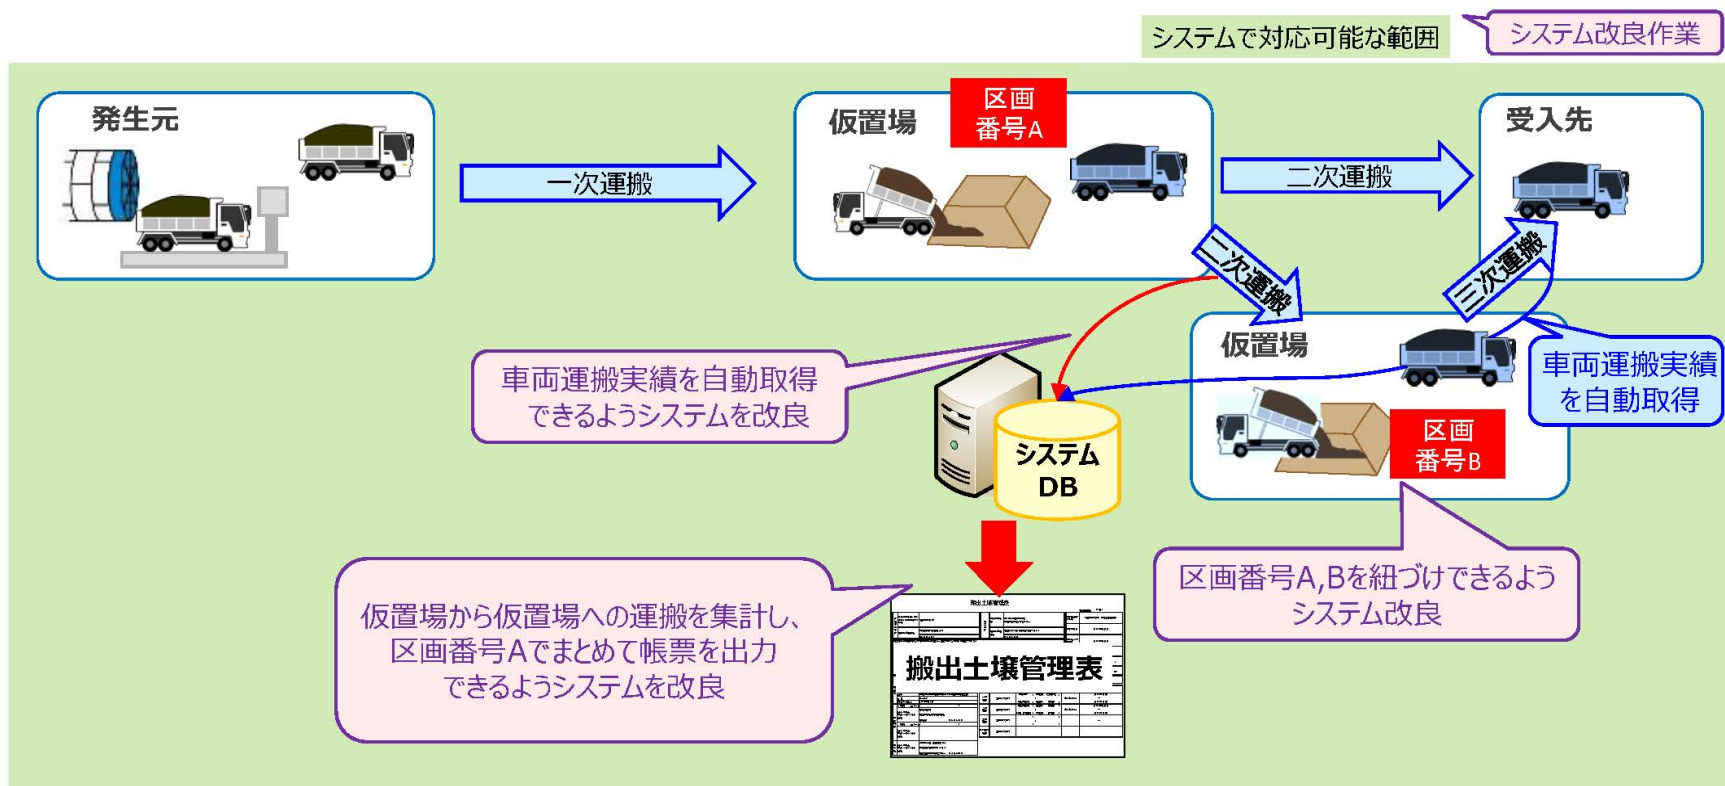 システムで対応可能な範囲
システム改良作業
発生元
一次運搬
仮置場
区画
番号A
二次運搬
受入先
二次運搬
三次運搬
仮置場
区画
番号B
車両運搬実績
を自動取得
車両運搬実績を自動取得
できるようシステムを改良
システム
DB
区画番号A,Bを紐づけできるよう
システム改良
仮置場から仮置場への運搬を集計し、
区画番号Aでまとめて帳票を出力
できるようシステムを改良
搬出土壌管理表
搬出土壌管理表